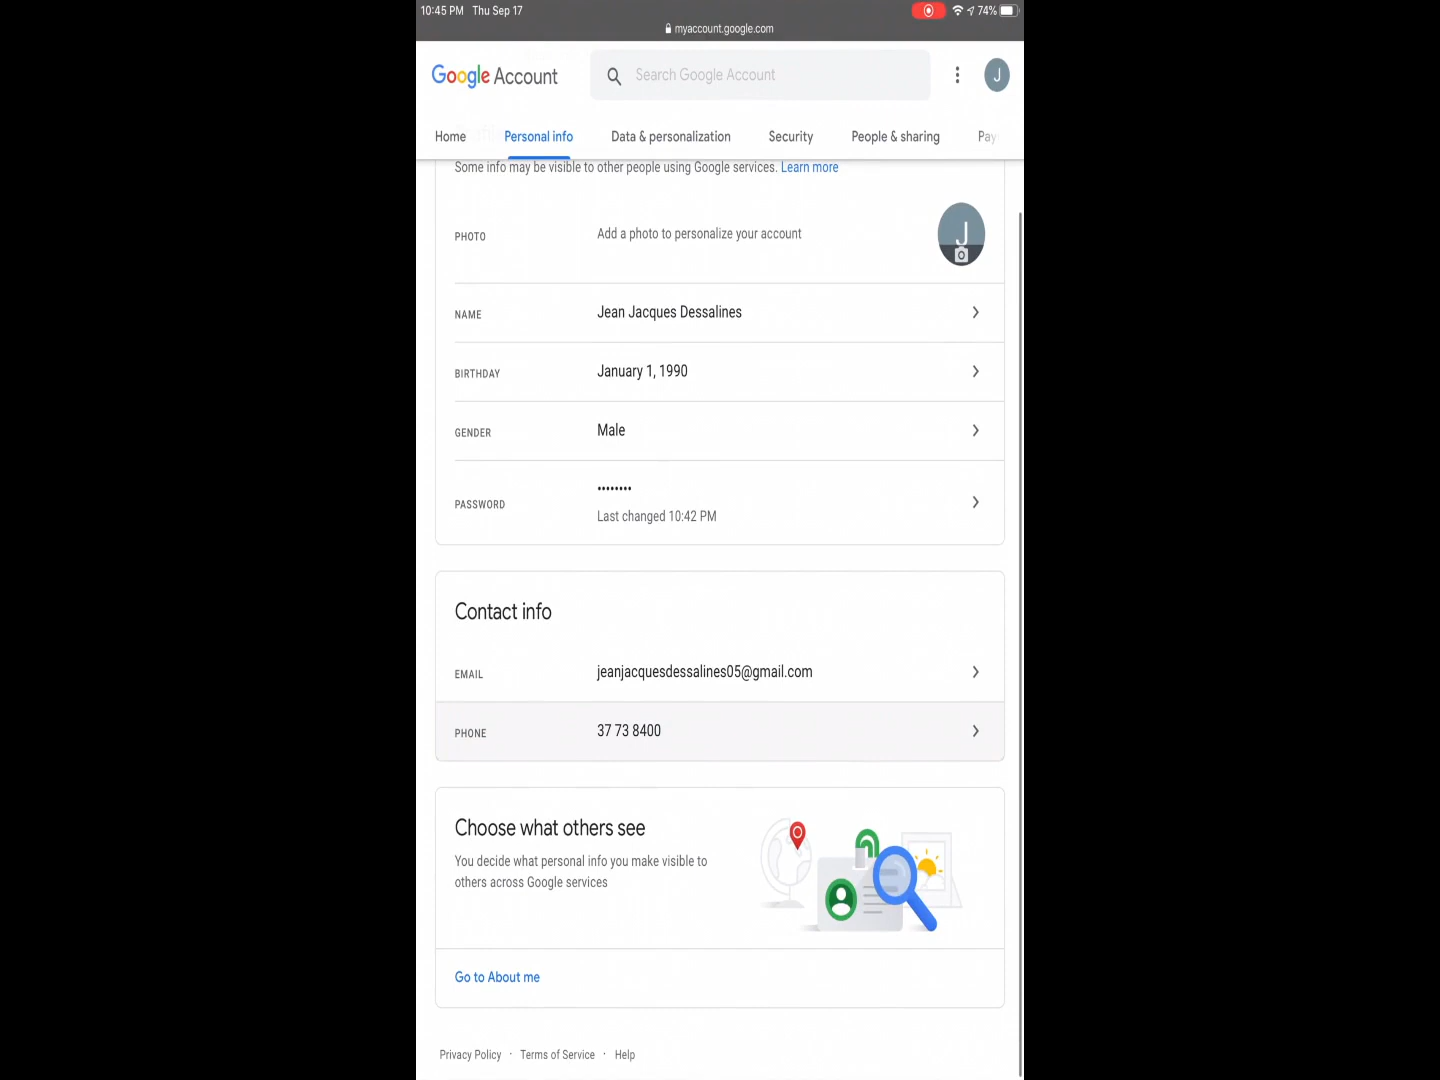 10:45 PM Thu Sep 17
74%
myaccount.google.com
Google Account
Search Google Account
J
Home
Personal info
Data & personalization
Security
People & sharing
Pay
Some info may be visible to other people using Google services. Learn more
PHOTO
Add a photo to personalize your account
J
NAME
Jean Jacques Dessalines
BIRTHDAY
January 1, 1990
GENDER
Male
PASSWORD
••••••••
Last changed 10:42 PM
Contact info
EMAIL
jeanjacquesdessalines05@gmail.com
PHONE
37 73 8400
Choose what others see
You decide what personal info you make visible to
others across Google services
Go to About me
Privacy Policy · Terms of Service · Help